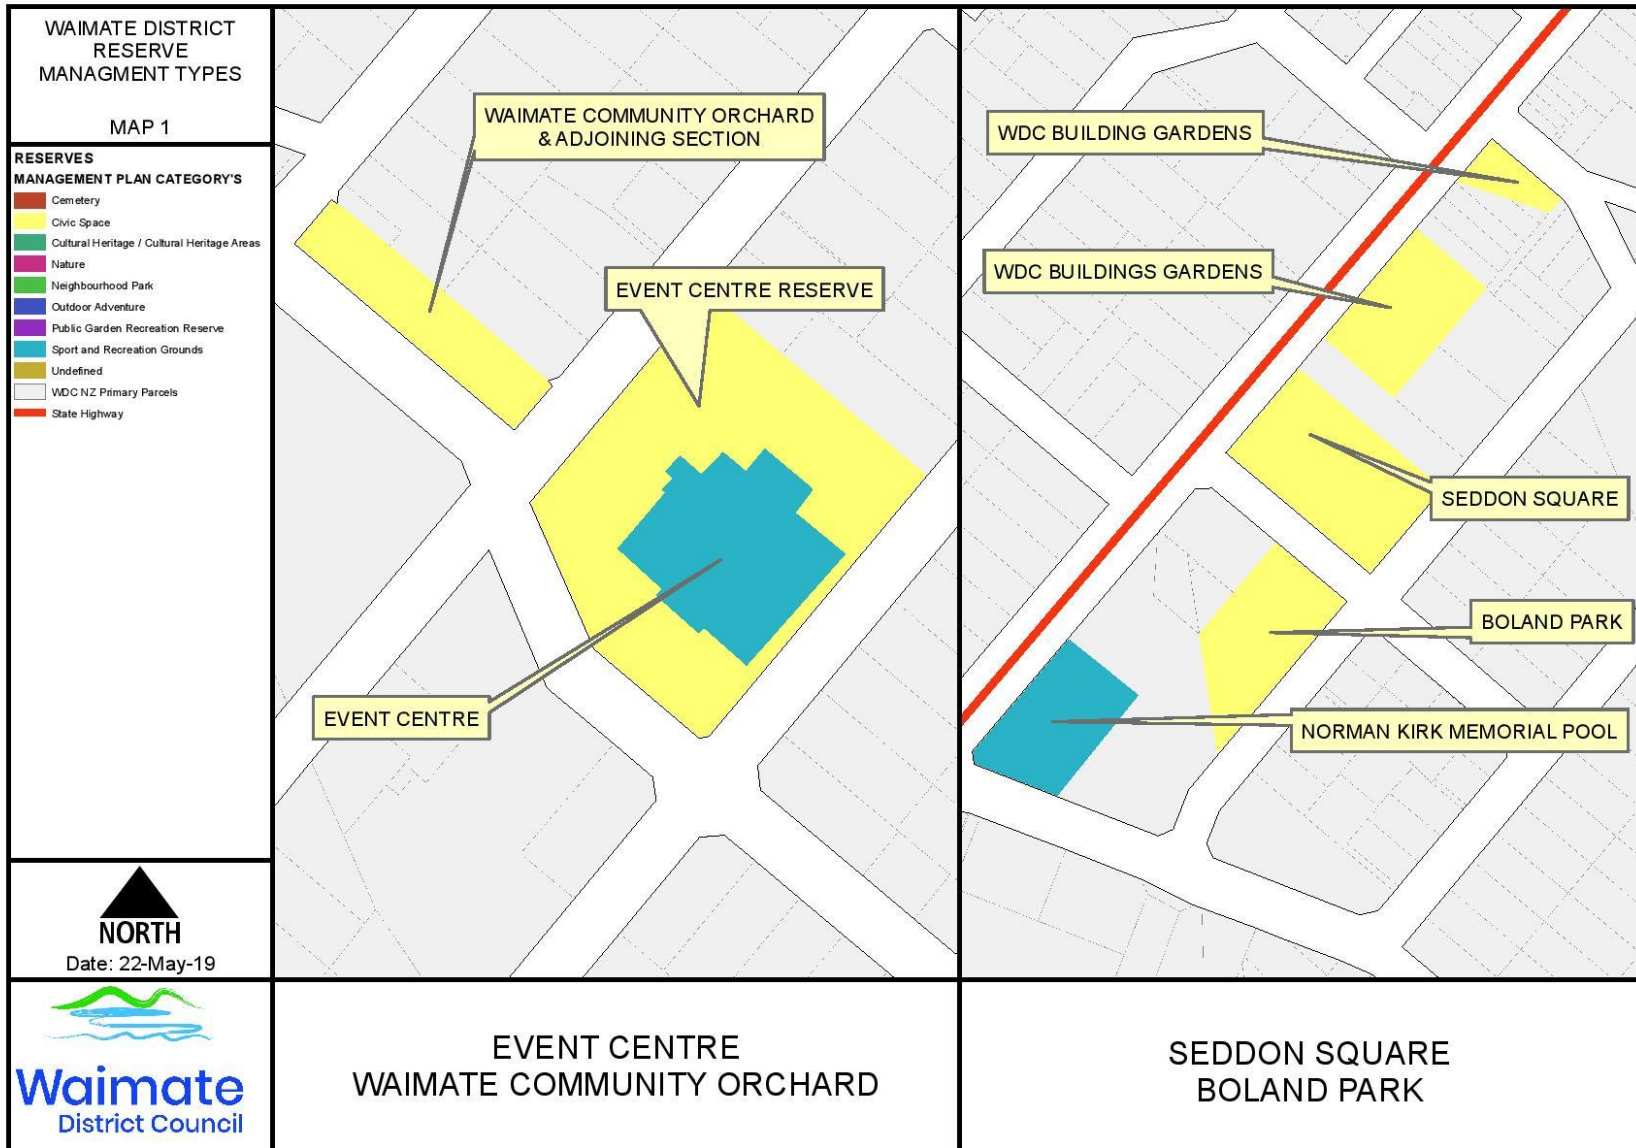 WAIMATE DISTRICT
RESERVE
MANAGMENT TYPES
MAP 1
RESERVES
MANAGEMENT PLAN CATEGORY'S
Cemetery
Civic Space
Cultural Heritage / Cultural Heritage Areas
Nature
Neighbourhood Park
Outdoor Adventure
Public Garden Recreation Reserve
Sport and Recreation Grounds
Undefined
WDC NZ Primary Parcels
State Highway
NORTH
Date: 22-May-19
Waimate
District Council
WAIMATE COMMUNITY ORCHARD
& ADJOINING SECTION
EVENT CENTRE RESERVE
EVENT CENTRE
EVENT CENTRE
WAIMATE COMMUNITY ORCHARD
WDC BUILDING GARDENS
WDC BUILDINGS GARDENS
SEDDON SQUARE
BOLAND PARK
NORMAN KIRK MEMORIAL POOL
SEDDON SQUARE
BOLAND PARK